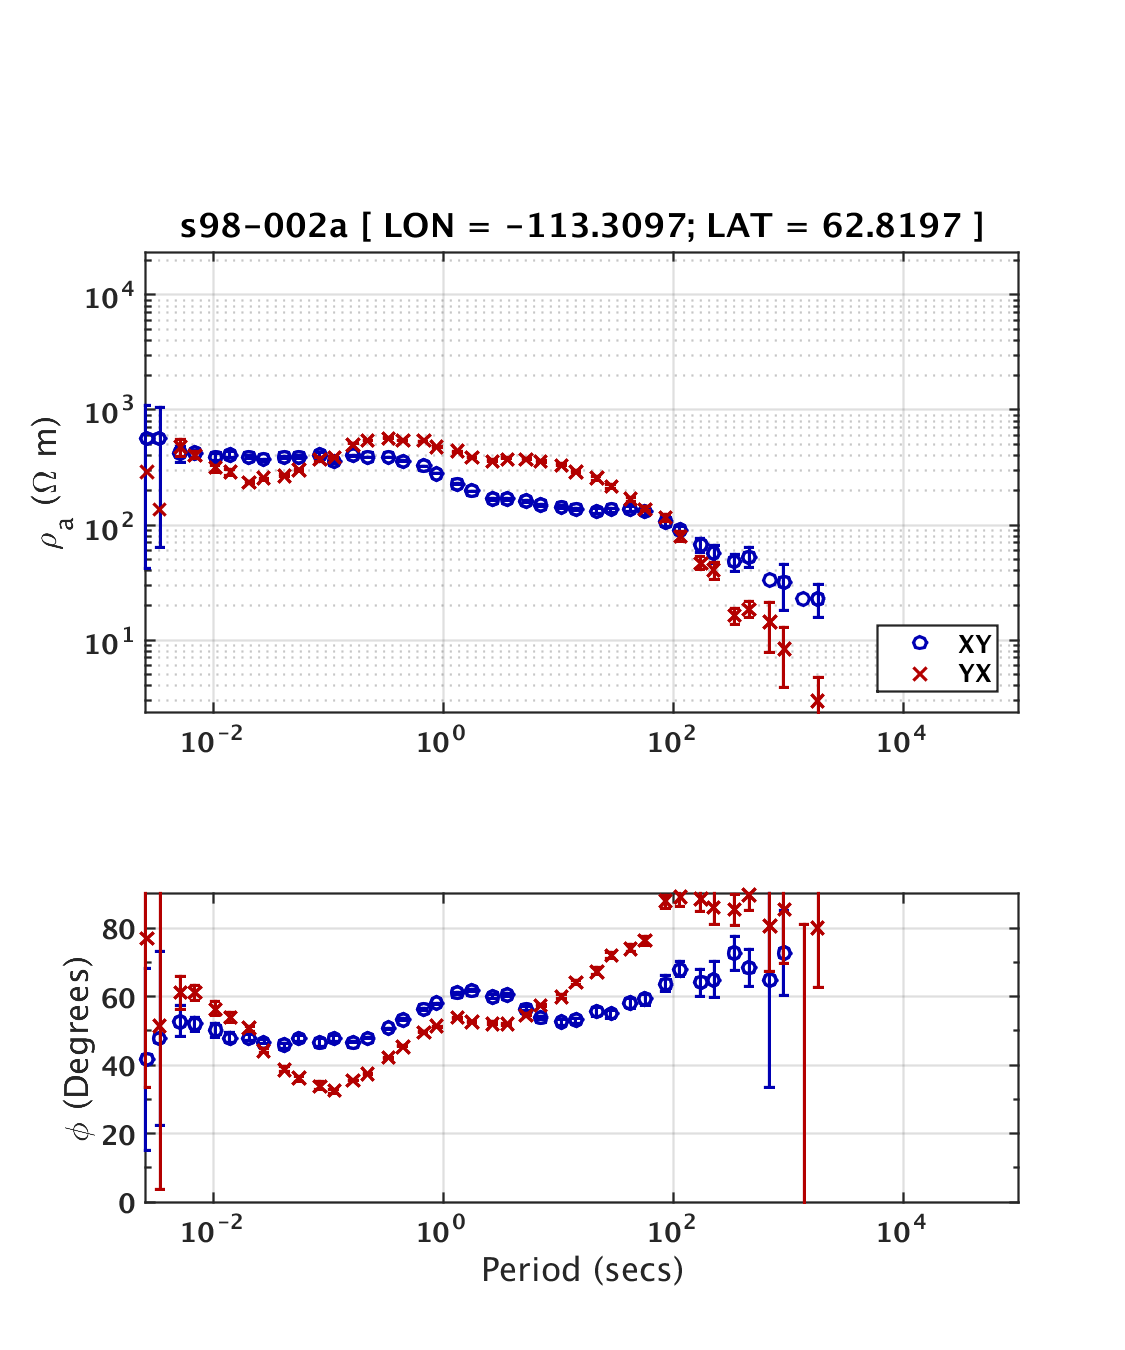 s98-002a [ LON = -113.3097; LAT = 62.8197 ]
ρa (Ω m)
10^4
10^3
10^2
10^1
XY
YX
10^-2 10^0 10^2 10^4
ϕ (Degrees)
80
60
40
20
0
10^-2 10^0 10^2 10^4
Period (secs)